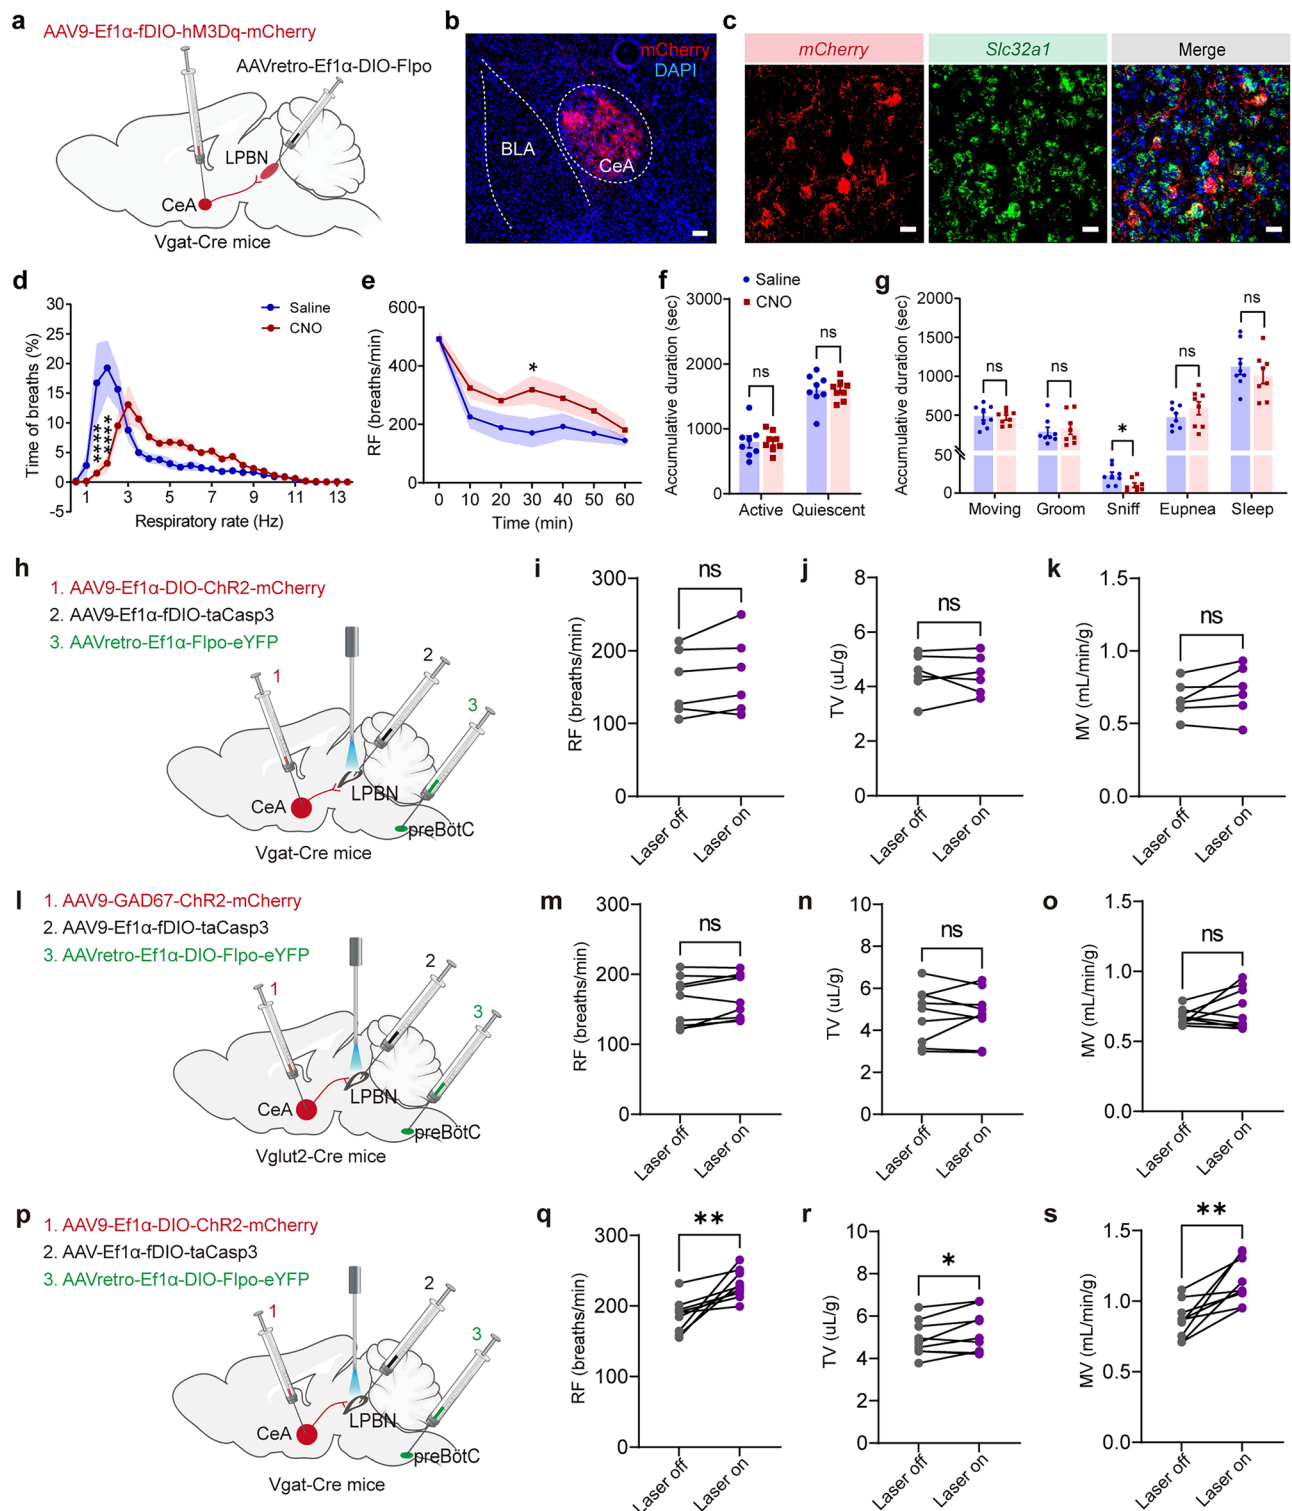 a
AAV9-Ef1α-fDIO-hM3Dq-mCherry
AAVretro-Ef1α-DIO-Flpo
LPBN
CeA
Vgat-Cre mice
b
mCherry
DAPI
BLA
CeA
c
mCherry
Slc32a1
Merge
d
Time of breaths (%)
30
25
20
15
10
5
0
-5
****
****
Saline
CNO
1 3 5 7 9 11 13
Respiratory rate (Hz)
e
RF (breaths/min)
600
400
200
0
*
0 10 20 30 40 50 60
Time (min)
f
Saline
CNO
Accumulative duration (sec)
3000
2000
1000
0
ns
ns
Active Quiescent
g
Accumulative duration (sec)
2000
1500
1000
500
50
0
ns
ns
*
ns
ns
Moving Groom Sniff Eupnea Sleep
h
1. AAV9-Ef1α-DIO-ChR2-mCherry
2. AAV9-Ef1α-fDIO-taCasp3
3. AAVretro-Ef1α-Flpo-eYFP
1
2
3
CeA
LPBN
preBötC
Vgat-Cre mice
i
RF (breaths/min)
300
200
100
0
ns
Laser off
Laser on
j
TV (uL/g)
8
6
4
2
0
ns
Laser off
Laser on
k
MV (mL/min/g)
1.5
1.0
0.5
0.0
ns
Laser off
Laser on
l
1. AAV9-GAD67-ChR2-mCherry
2. AAV9-Ef1α-fDIO-taCasp3
3. AAVretro-Ef1α-DIO-Flpo-eYFP
1
2
3
CeA
LPBN
preBötC
Vglut2-Cre mice
m
RF (breaths/min)
300
200
100
0
ns
Laser off
Laser on
n
TV (uL/g)
10
8
6
4
2
0
ns
Laser off
Laser on
o
MV (mL/min/g)
1.5
1.0
0.5
0.0
ns
Laser off
Laser on
p
1. AAV9-Ef1α-DIO-ChR2-mCherry
2. AAV-Ef1α-fDIO-taCasp3
3. AAVretro-Ef1α-DIO-Flpo-eYFP
1
2
3
CeA
LPBN
preBötC
Vgat-Cre mice
q
RF (breaths/min)
300
200
100
0
**
Laser off
Laser on
r
TV (uL/g)
10
8
6
4
2
0
*
Laser off
Laser on
s
MV (mL/min/g)
1.5
1.0
0.5
0.0
**
Laser off
Laser on